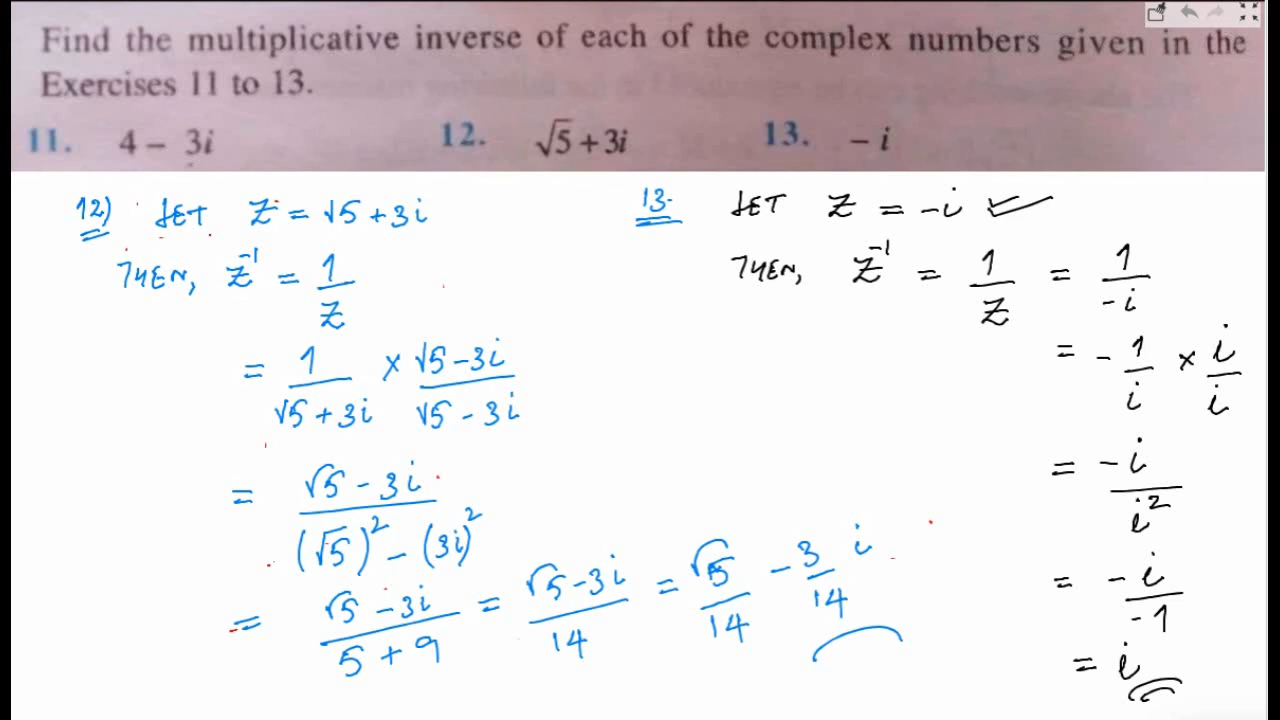 Find the multiplicative inverse of each of the complex numbers given in the
Exercises 11 to 13.
11. 4 − 3i 12. √5 + 3i 13. − i
12) LET Z = √5 + 3i
THEN, Z⁻¹ = 1/Z
= 1/(√5 + 3i) × (√5 − 3i)/(√5 − 3i)
= (√5 − 3i)/((√5)² − (3i)²)
= (√5 − 3i)/(5 + 9) = (√5 − 3i)/14 = √5/14 − 3/14 i
13. LET Z = −i
THEN, Z⁻¹ = 1/Z = 1/−i
= − 1/i × i/i
= −i/i²
= −i/−1
= i